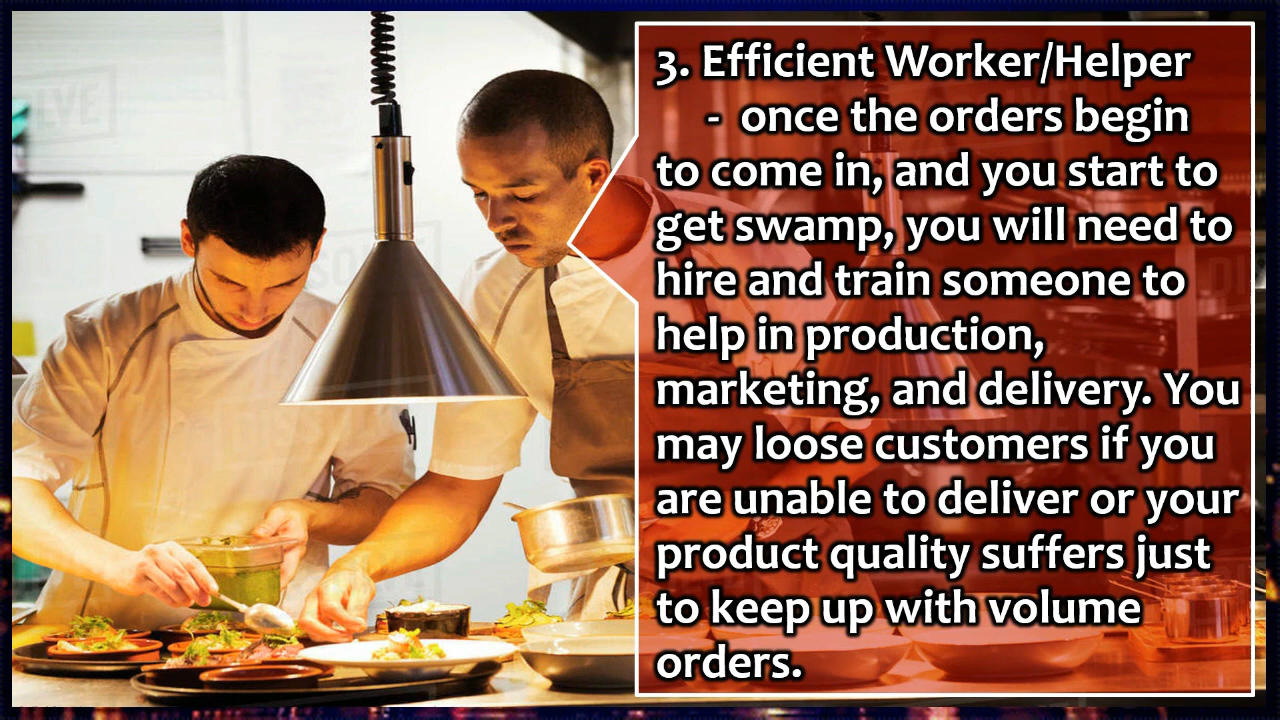 3. Efficient Worker/Helper
- once the orders begin
to come in, and you start to
get swamp, you will need to
hire and train someone to
help in production,
marketing, and delivery. You
may loose customers if you
are unable to deliver or your
product quality suffers just
to keep up with volume
orders.